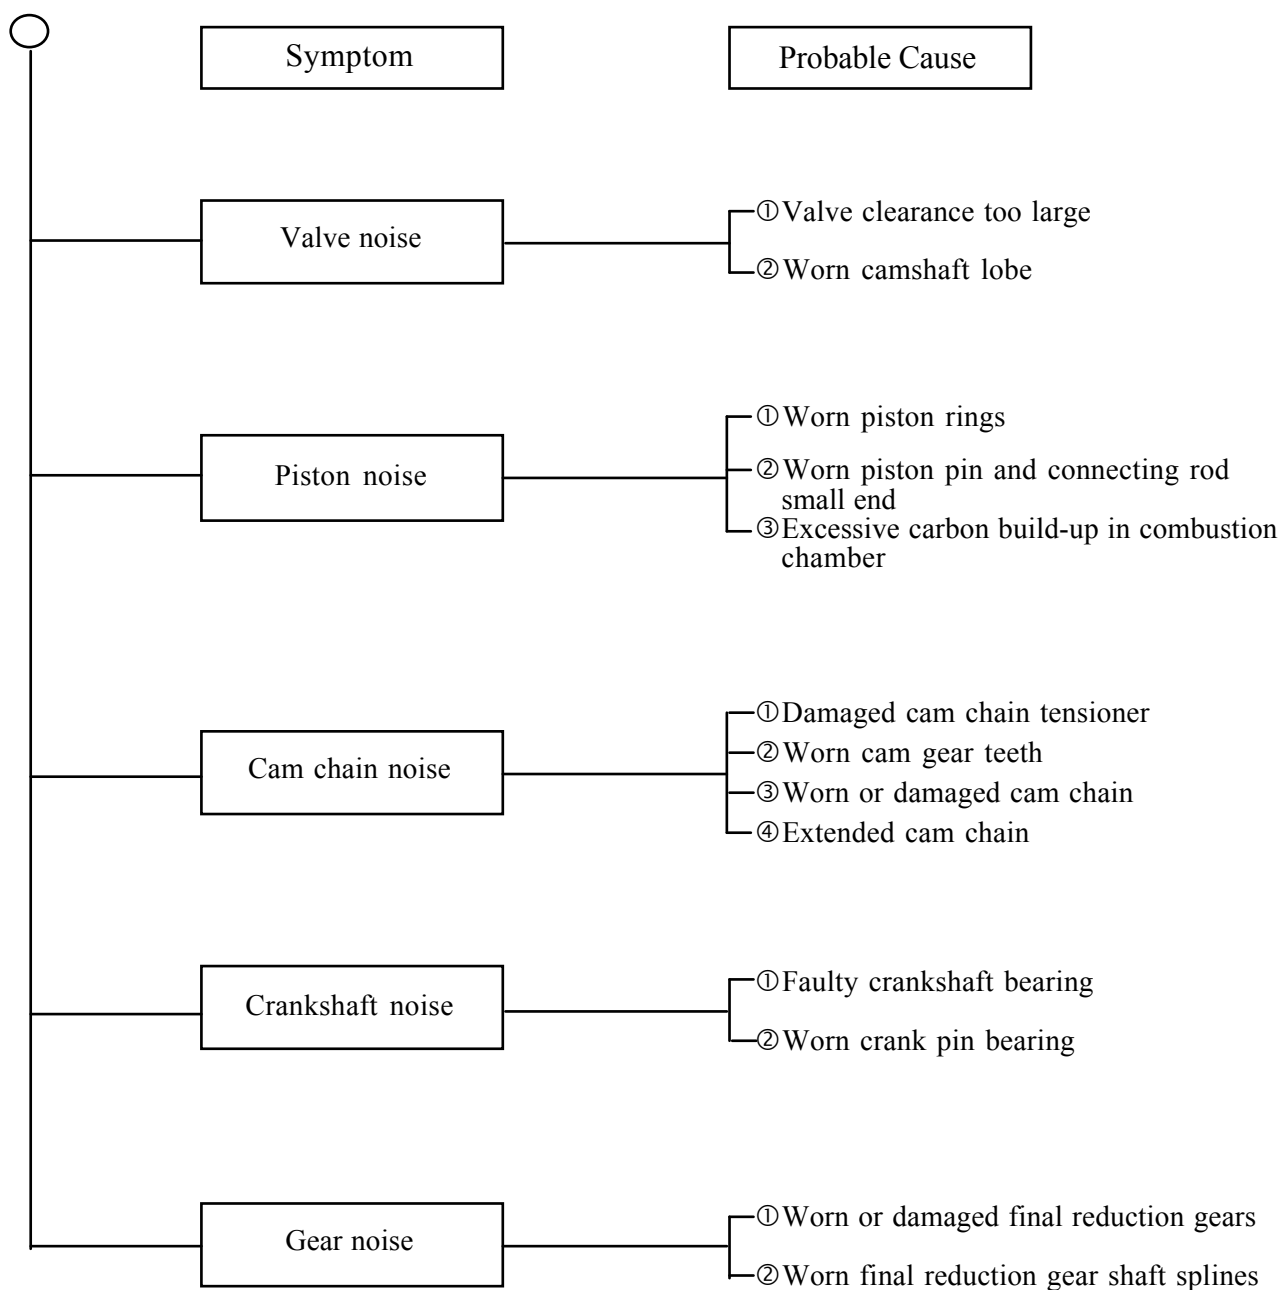 Symptom
Probable Cause
Valve noise
①Valve clearance too large
②Worn camshaft lobe
Piston noise
①Worn piston rings
②Worn piston pin and connecting rod
small end
③Excessive carbon build-up in combustion
chamber
Cam chain noise
①Damaged cam chain tensioner
②Worn cam gear teeth
③Worn or damaged cam chain
④Extended cam chain
Crankshaft noise
①Faulty crankshaft bearing
②Worn crank pin bearing
Gear noise
①Worn or damaged final reduction gears
②Worn final reduction gear shaft splines